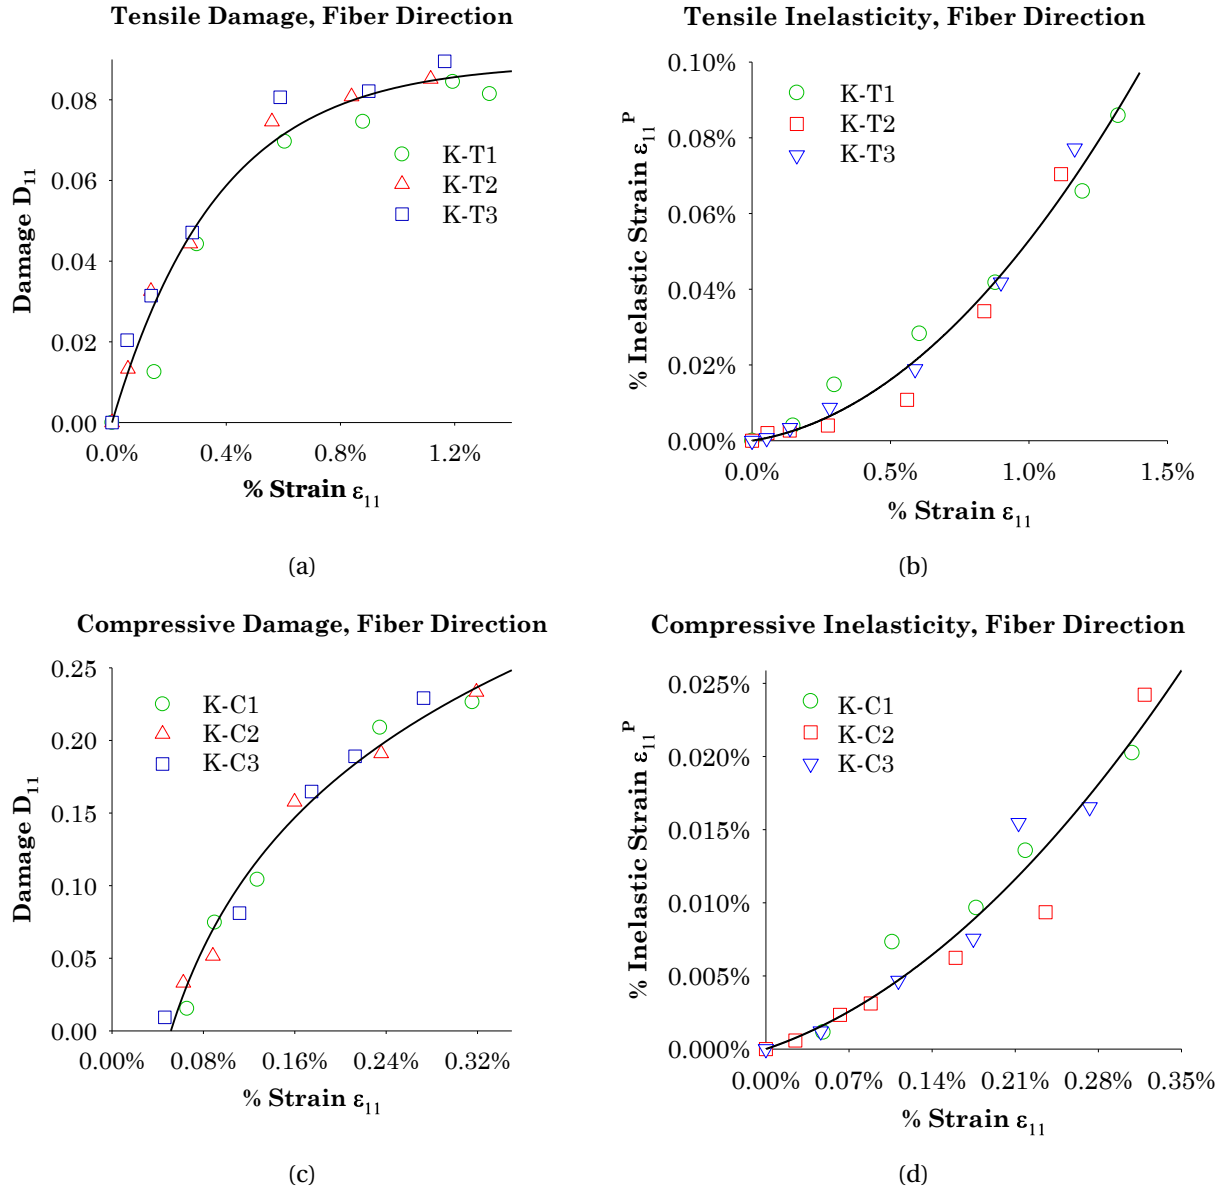 Tensile Damage, Fiber Direction
Damage D11
0.08
0.06
0.04
0.02
0.00
0.0% 0.4% 0.8% 1.2%
% Strain ε11
K-T1
K-T2
K-T3
(a)
Tensile Inelasticity, Fiber Direction
% Inelastic Strain ε11P
0.10%
0.08%
0.06%
0.04%
0.02%
0.00%
0.0% 0.5% 1.0% 1.5%
% Strain ε11
K-T1
K-T2
K-T3
(b)
Compressive Damage, Fiber Direction
Damage D11
0.25
0.20
0.15
0.10
0.05
0.00
0.00% 0.08% 0.16% 0.24% 0.32%
% Strain ε11
K-C1
K-C2
K-C3
(c)
Compressive Inelasticity, Fiber Direction
% Inelastic Strain ε11P
0.025%
0.020%
0.015%
0.010%
0.005%
0.000%
0.00% 0.07% 0.14% 0.21% 0.28% 0.35%
% Strain ε11
K-C1
K-C2
K-C3
(d)